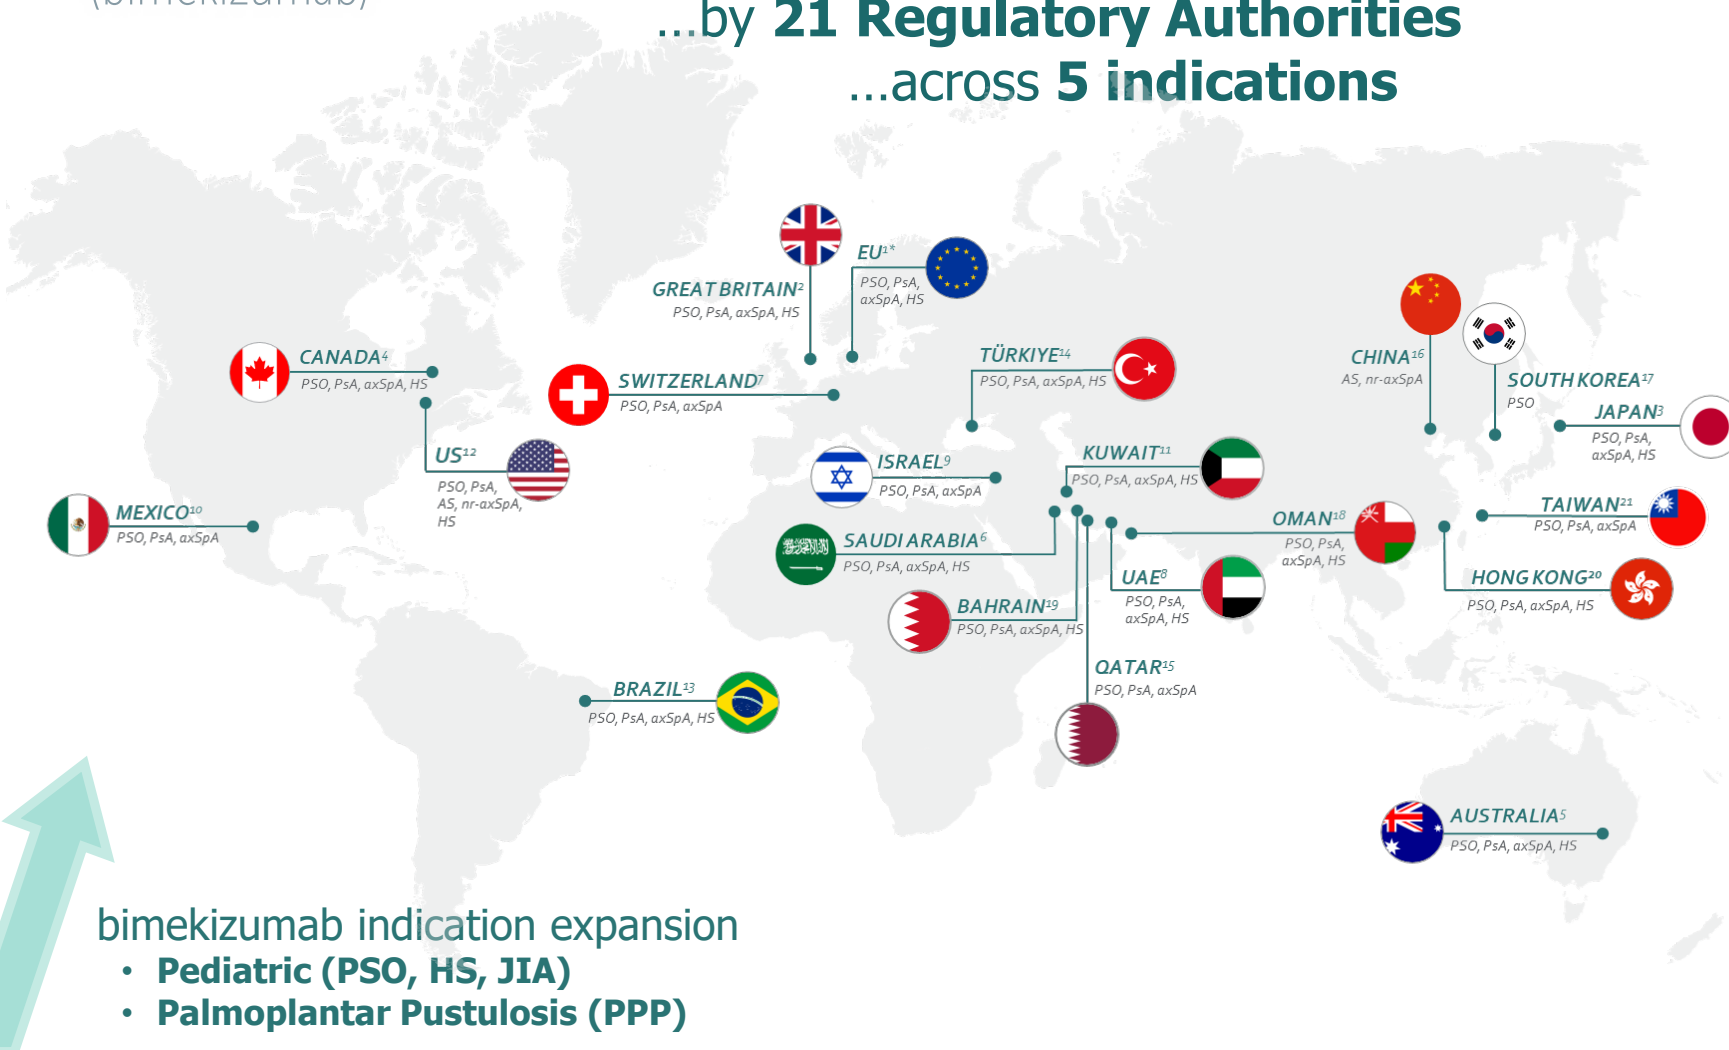 (bimekizumab)
...by 21 Regulatory Authorities
...across 5 indications
GREAT BRITAIN2
PSO, PsA, axSpA, HS
EU1*
PSO, PsA,
axSpA, HS
CANADA4
PSO, PsA, axSpA, HS
SWITZERLAND7
PSO, PsA, axSpA
TÜRKIYE14
PSO, PsA, axSpA, HS
CHINA16
AS, nr-axSpA
SOUTH KOREA17
PSO
JAPAN3
PSO, PsA,
axSpA, HS
US12
PSO, PsA,
AS, nr-axSpA,
HS
ISRAEL9
PSO, PsA, axSpA
KUWAIT11
PSO, PsA, axSpA, HS
MEXICO10
PSO, PsA, axSpA
SAUDI ARABIA6
PSO, PsA, axSpA, HS
OMAN18
PSO, PsA,
axSpA, HS
TAIWAN21
PSO, PsA, axSpA
UAE8
PSO, PsA,
axSpA, HS
HONG KONG20
PSO, PsA, axSpA, HS
BAHRAIN19
PSO, PsA, axSpA, HS
QATAR15
PSO, PsA, axSpA
BRAZIL13
PSO, PsA, axSpA, HS
AUSTRALIA5
PSO, PsA, axSpA, HS
bimekizumab indication expansion
• Pediatric (PSO, HS, JIA)
• Palmoplantar Pustulosis (PPP)